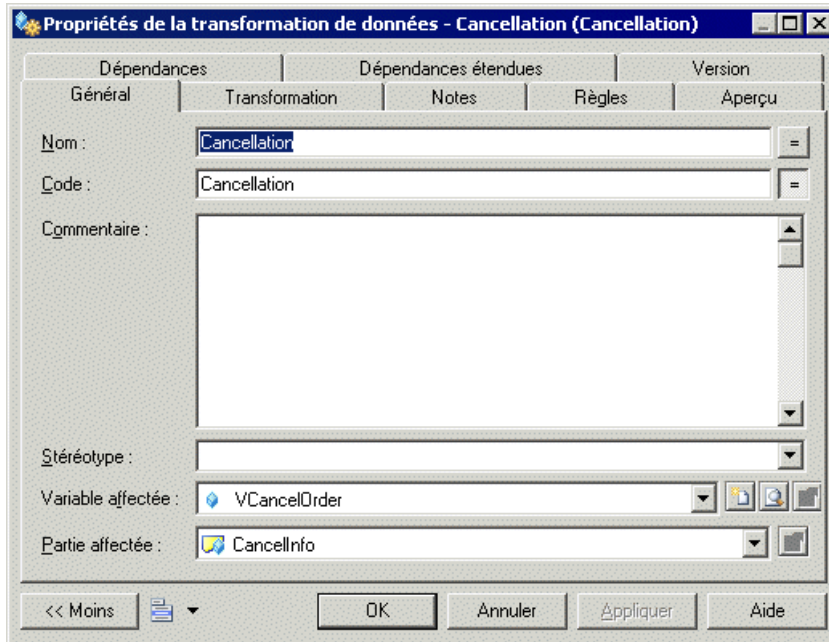 Propriétés de la transformation de données - Cancellation (Cancellation)
Dépendances Dépendances étendues Version
Général Transformation Notes Règles Aperçu
Nom : Cancellation =
Code : Cancellation =
Commentaire :
Stéréotype :
Variable affectée : VCancelOrder
Partie affectée : CancelInfo
<< Moins OK Annuler Appliquer Aide